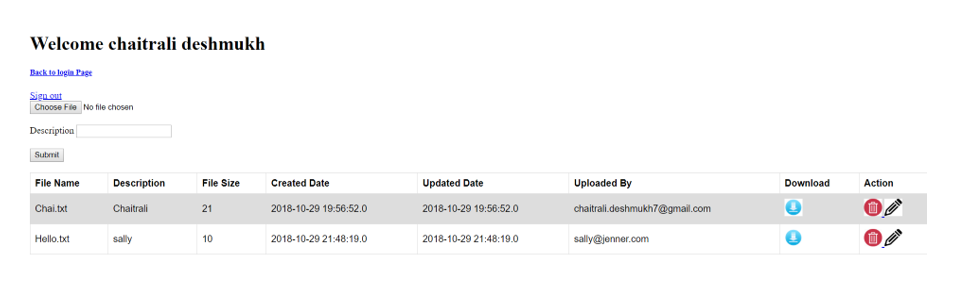 Welcome chaitrali deshmukh
Back to login Page
Sign out
Choose File No file chosen
Description
Submit
File Name Description File Size Created Date Updated Date Uploaded By Download Action
Chai.txt Chaitrali 21 2018-10-29 19:56:52.0 2018-10-29 19:56:52.0 chaitrali.deshmukh7@gmail.com
Hello.txt sally 10 2018-10-29 21:48:19.0 2018-10-29 21:48:19.0 sally@jenner.com